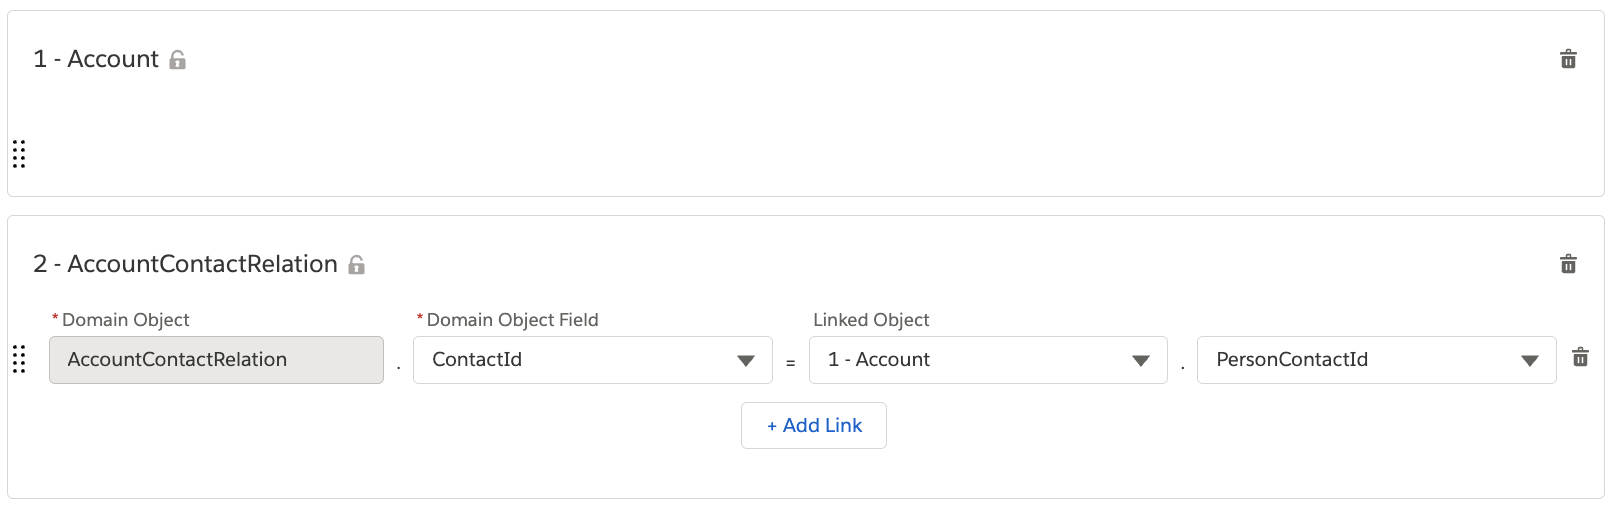 1 - Account
2 - AccountContactRelation
* Domain Object * Domain Object Field Linked Object
AccountContactRelation . ContactId = 1 - Account . PersonContactId
+ Add Link